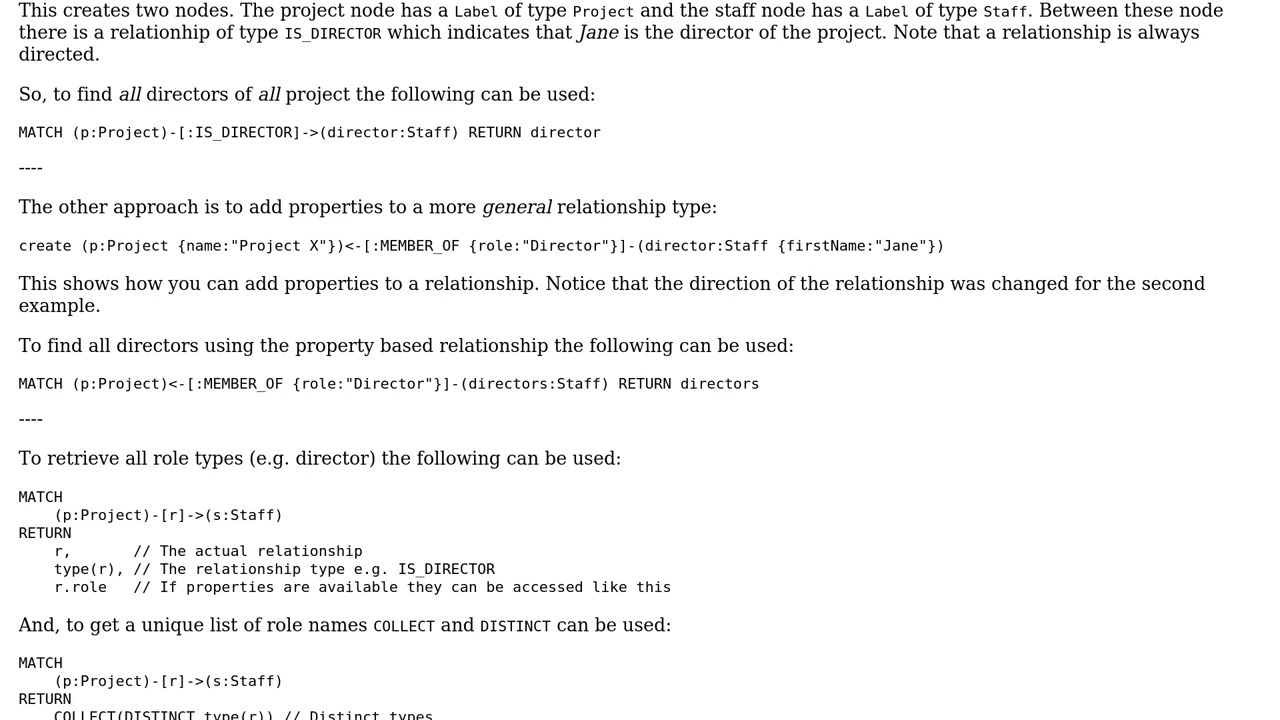 This creates two nodes. The project node has a Label of type Project and the staff node has a Label of type Staff. Between these node
there is a relationhip of type IS_DIRECTOR which indicates that Jane is the director of the project. Note that a relationship is always
directed.
So, to find all directors of all project the following can be used:
MATCH (p:Project)-[:IS_DIRECTOR]->(director:Staff) RETURN director
----
The other approach is to add properties to a more general relationship type:
create (p:Project {name:"Project X"})<-[:MEMBER_OF {role:"Director"}]-(director:Staff {firstName:"Jane"})
This shows how you can add properties to a relationship. Notice that the direction of the relationship was changed for the second
example.
To find all directors using the property based relationship the following can be used:
MATCH (p:Project)<-[:MEMBER_OF {role:"Director"}]-(directors:Staff) RETURN directors
----
To retrieve all role types (e.g. director) the following can be used:
MATCH
    (p:Project)-[r]->(s:Staff)
RETURN
    r,       // The actual relationship
    type(r), // The relationship type e.g. IS_DIRECTOR
    r.role   // If properties are available they can be accessed like this
And, to get a unique list of role names COLLECT and DISTINCT can be used:
MATCH
    (p:Project)-[r]->(s:Staff)
RETURN
    COLLECT(DISTINCT type(r)) // Distinct types